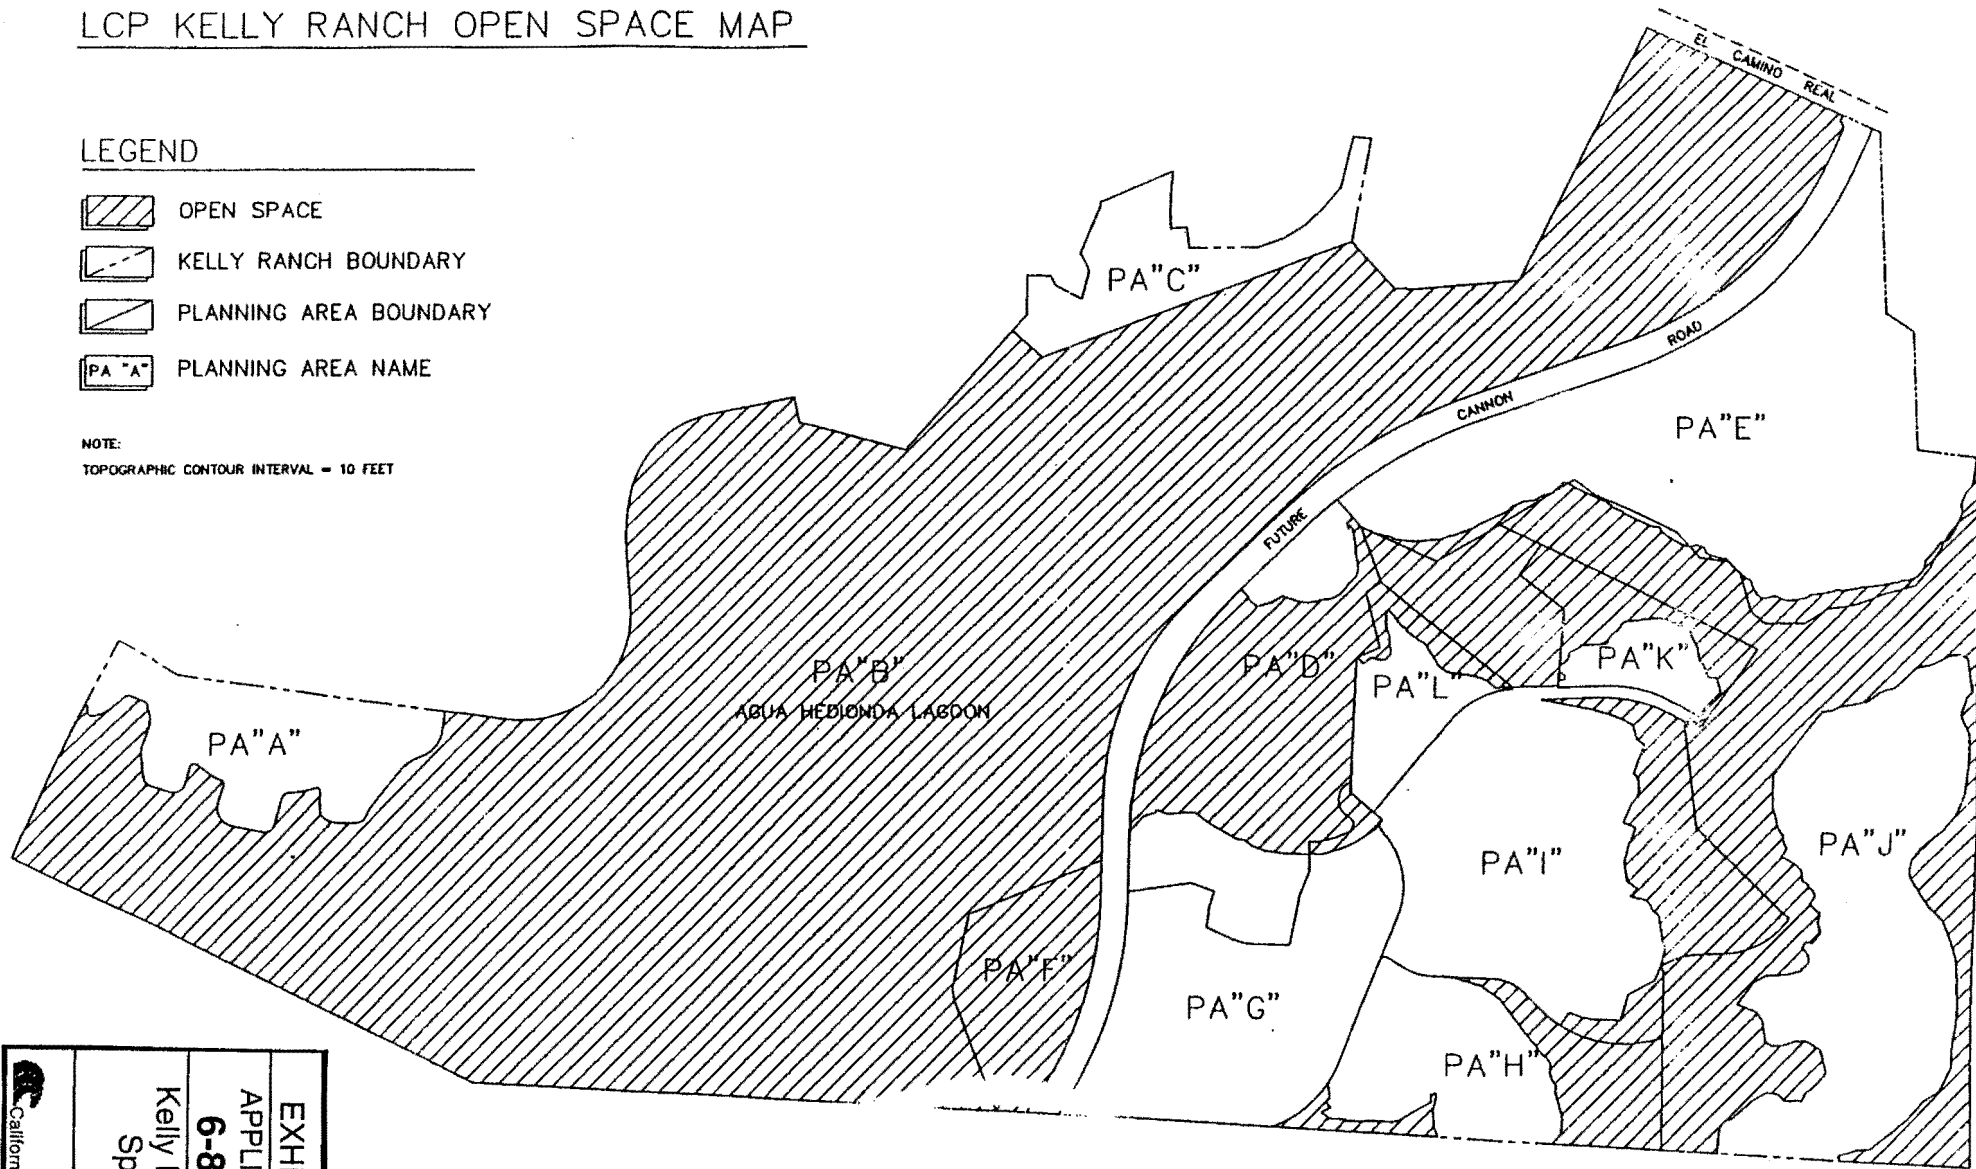 LCP KELLY RANCH OPEN SPACE MAP
LEGEND
OPEN SPACE
KELLY RANCH BOUNDARY
PLANNING AREA BOUNDARY
PA "A" PLANNING AREA NAME
NOTE:
TOPOGRAPHIC CONTOUR INTERVAL = 10 FEET
EL CAMINO REAL
PA"C"
FUTURE CANNON ROAD
PA"E"
PA"B"
AGUA HEDIONDA LAGOON
PA"D"
PA"L"
PA"K"
PA"A"
PA"I"
PA"J"
PA"F"
PA"G"
PA"H"
EXHI
APPLI
6-8
Kelly
Sp
Californ